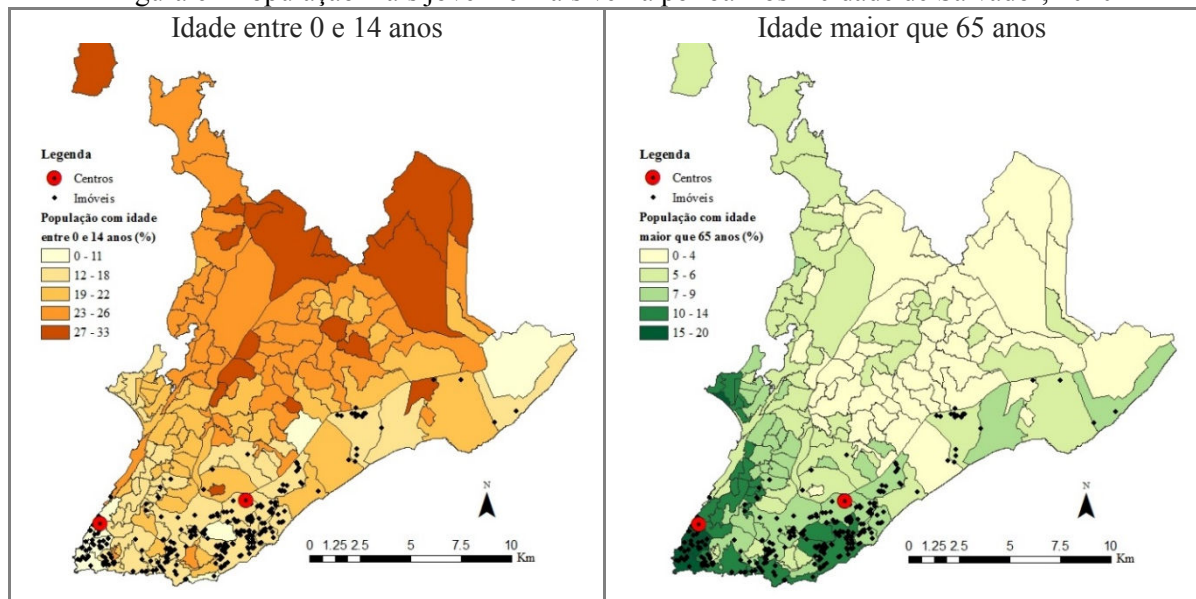 Idade entre 0 e 14 anos
Legenda
Centros
Imóveis
População com idade
entre 0 e 14 anos (%)
0 - 11
12 - 18
19 - 22
23 - 26
27 - 33
N
0 1.25 2.5 5 7.5 10
Km
Idade maior que 65 anos
Legenda
Centros
Imóveis
População com idade
maior que 65 anos (%)
0 - 4
5 - 6
7 - 9
10 - 14
15 - 20
N
0 1.25 2.5 5 7.5 10
Km